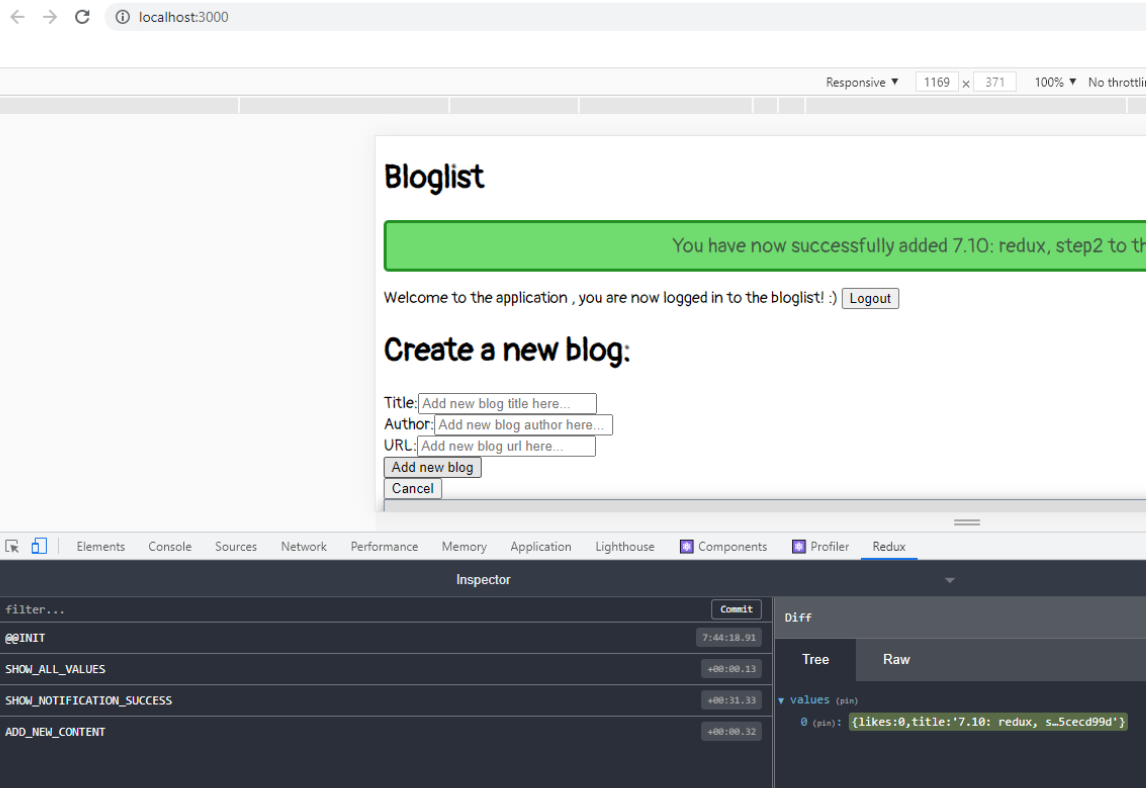 localhost:3000
Responsive ▼ 1169 x 371 100% ▼ No throttli
Bloglist
You have now successfully added 7.10: redux, step2 to th
Welcome to the application , you are now logged in to the bloglist! :) Logout
Create a new blog:
Title: Add new blog title here...
Author: Add new blog author here...
URL: Add new blog url here...
Add new blog
Cancel
Elements Console Sources Network Performance Memory Application Lighthouse Components Profiler Redux
Inspector
filter... Commit
Diff
@@INIT 7:44:18.91
Tree Raw
SHOW_ALL_VALUES +00:00.13
SHOW_NOTIFICATION_SUCCESS +00:31.33
values (pin)
0 (pin): {likes:0,title:'7.10: redux, s…5cecd99d'}
ADD_NEW_CONTENT +00:00.32